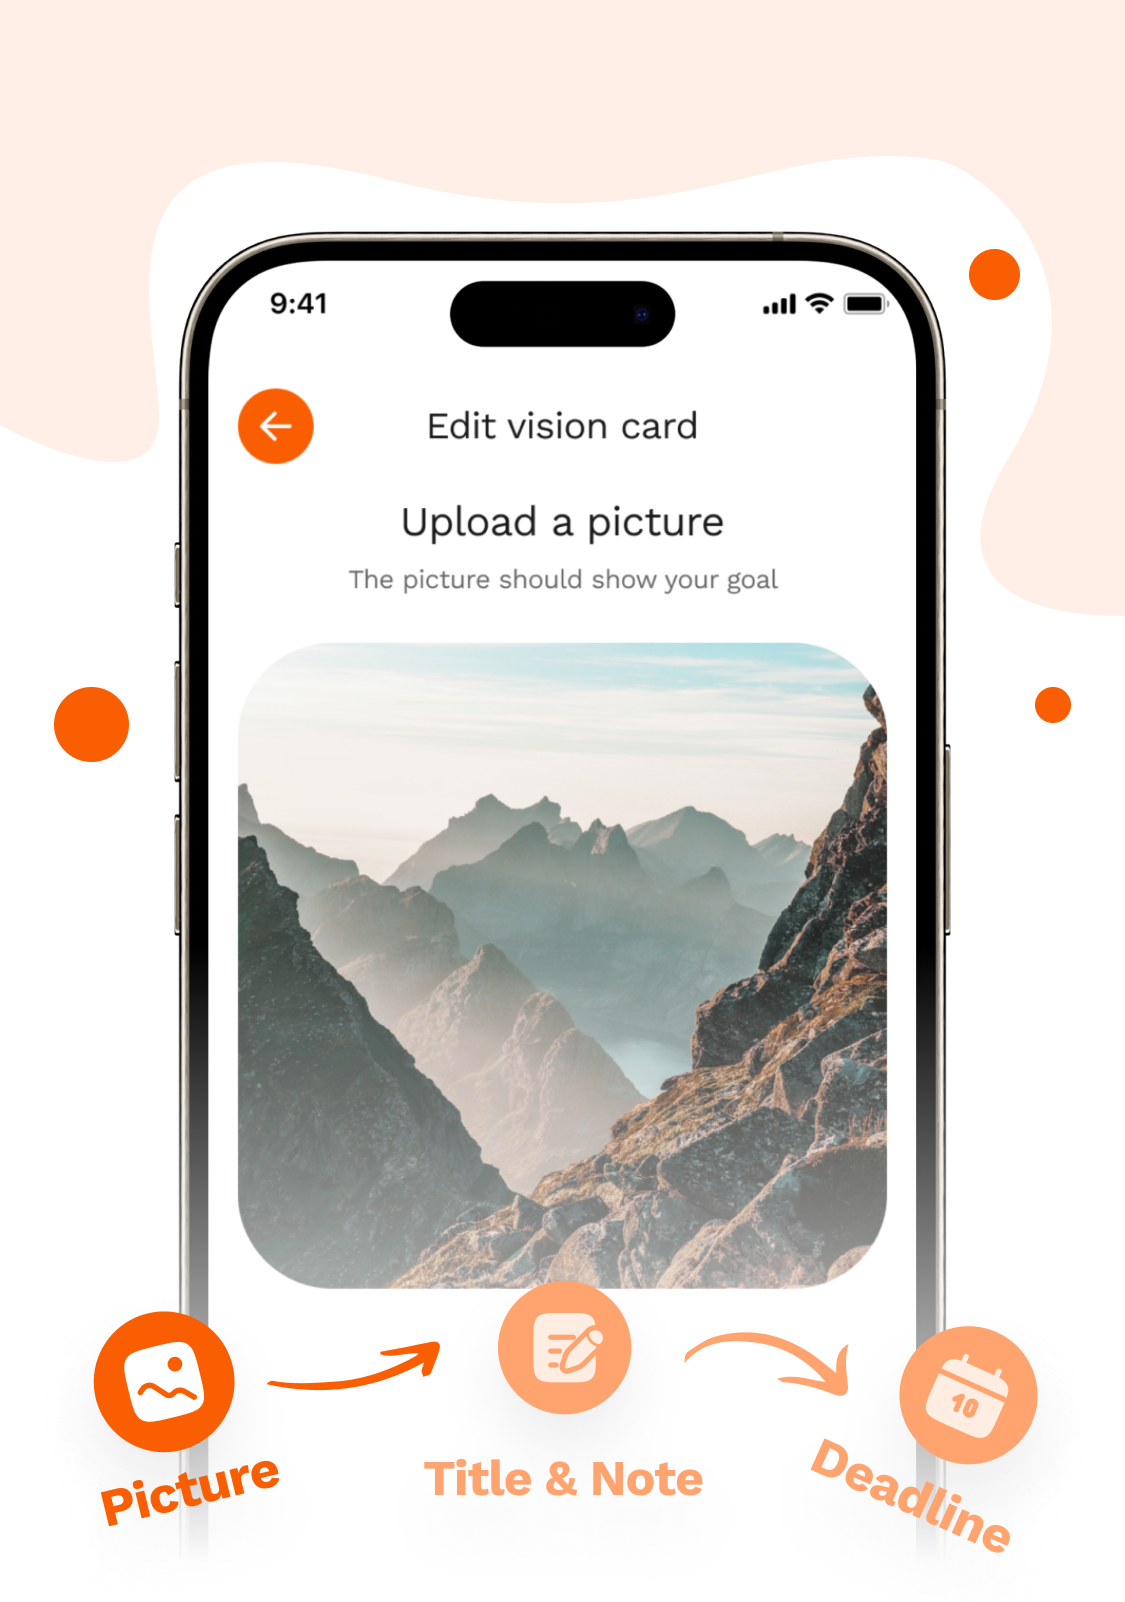 9:41
Edit vision card
Upload a picture
The picture should show your goal
10
Picture
Title & Note
Deadline